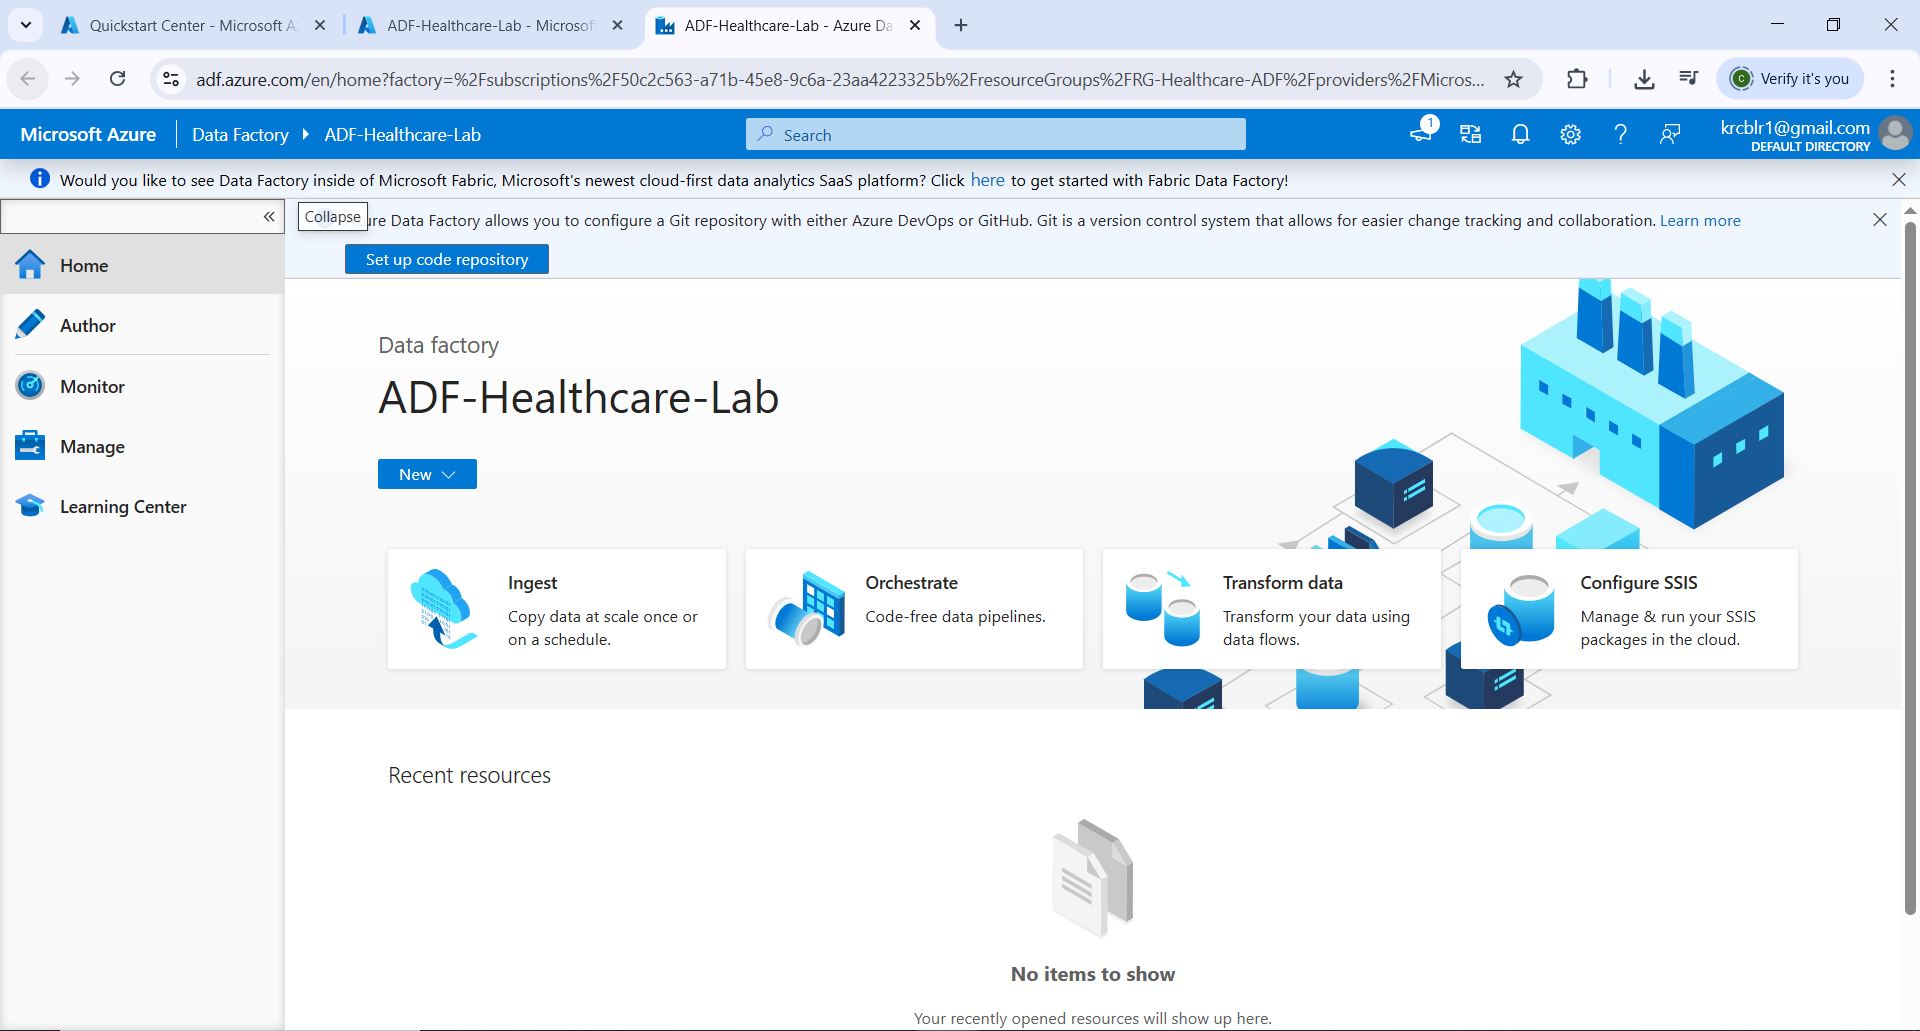 Quickstart Center - Microsoft A
ADF-Healthcare-Lab - Microsof
ADF-Healthcare-Lab - Azure Da
adf.azure.com/en/home?factory=%2Fsubscriptions%2F50c2c563-a71b-45e8-9c6a-23aa4223325b%2FresourceGroups%2FRG-Healthcare-ADF%2Fproviders%2FMicros...
Verify it's you
Microsoft Azure
Data Factory
ADF-Healthcare-Lab
Search
1
krcblr1@gmail.com
DEFAULT DIRECTORY
Would you like to see Data Factory inside of Microsoft Fabric, Microsoft's newest cloud-first data analytics SaaS platform? Click here to get started with Fabric Data Factory!
Collapse
ure Data Factory allows you to configure a Git repository with either Azure DevOps or GitHub. Git is a version control system that allows for easier change tracking and collaboration. Learn more
Set up code repository
Home
Author
Monitor
Manage
Learning Center
Data factory
ADF-Healthcare-Lab
New
Ingest
Copy data at scale once or
on a schedule.
Orchestrate
Code-free data pipelines.
Transform data
Transform your data using
data flows.
Configure SSIS
Manage & run your SSIS
packages in the cloud.
Recent resources
No items to show
Your recently opened resources will show up here.